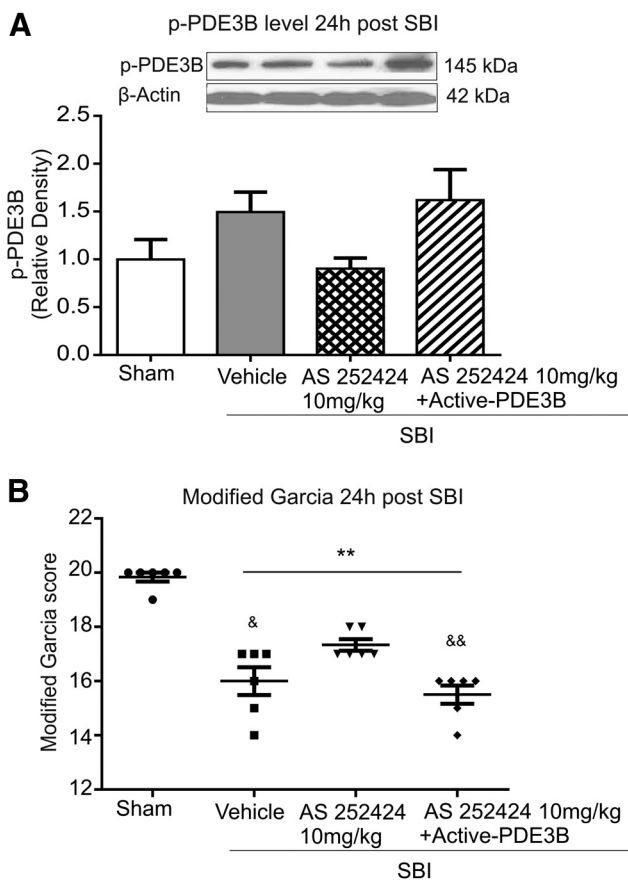 A
p-PDE3B level 24h post SBI
p-PDE3B 145 kDa
β-Actin 42 kDa
2.5
2.0
1.5
1.0
0.5
0.0
p-PDE3B
(Relative Density)
Sham Vehicle AS 252424 AS 252424 10mg/kg
10mg/kg +Active-PDE3B
SBI
B
Modified Garcia 24h post SBI
22
20
18
16
14
12
Modified Garcia score
**
& &&
Sham Vehicle AS 252424 AS 252424 10mg/kg
10mg/kg +Active-PDE3B
SBI